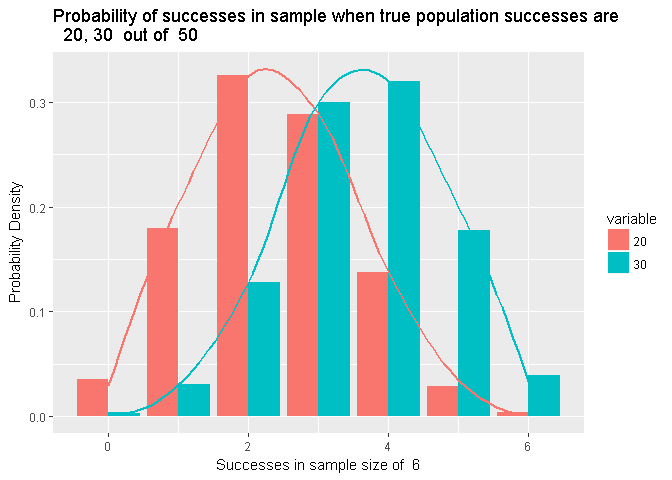 Probability of successes in sample when true population successes are
20, 30 out of 50
Probability Density
0.3
0.2
0.1
0.0
0
2
4
6
Successes in sample size of 6
variable
20
30